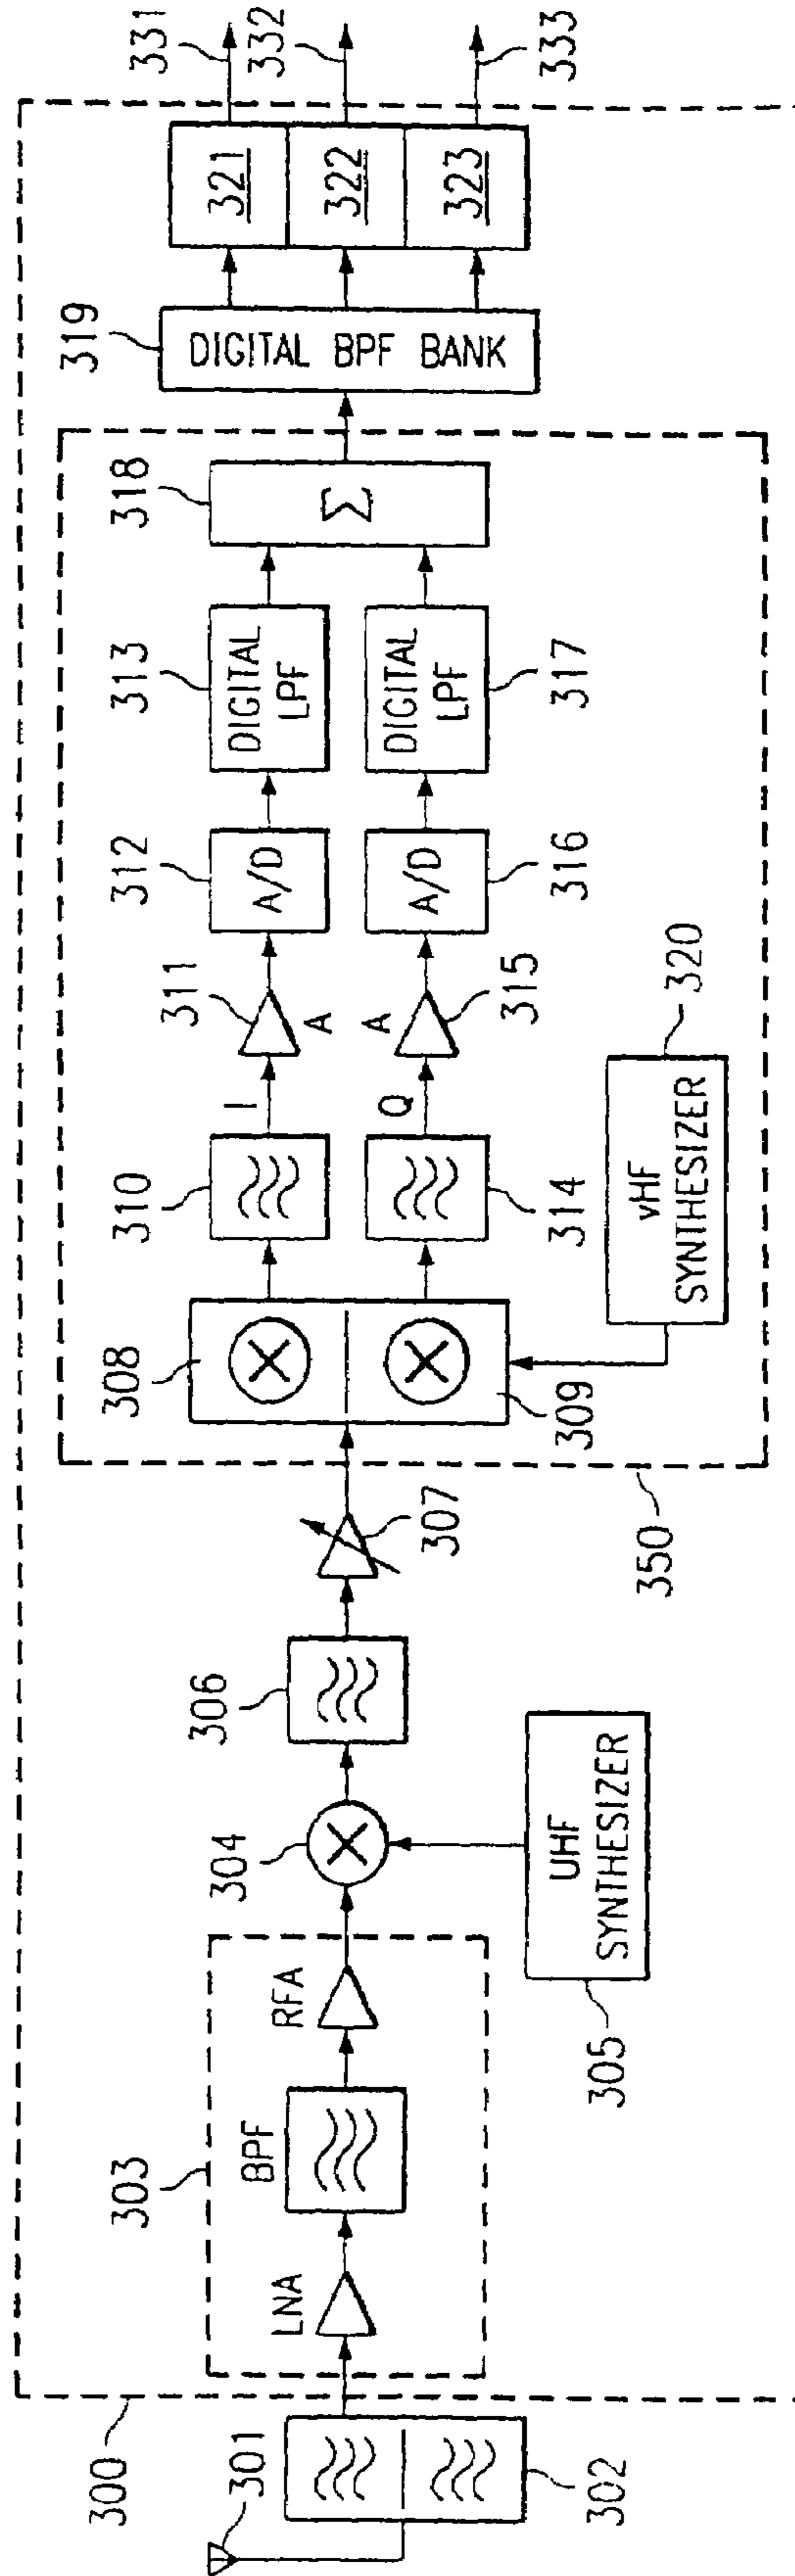 300
301
302
303
LNA
BPF
RFA
304
305
UHF
SYNTHESIZER
306
307
350
308
309
310
I
311
A
312
A/D
313
DIGITAL
LPF
314
Q
315
A
316
A/D
317
DIGITAL
LPF
318
Σ
320
vHF
SYNTHESIZER
319
DIGITAL BPF BANK
321
322
323
331
332
333